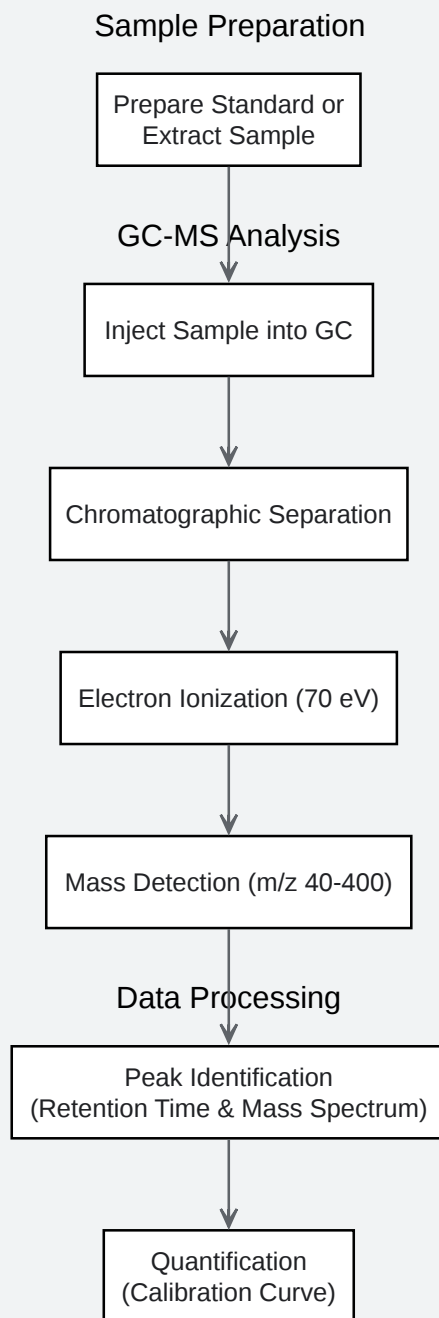 Sample Preparation
Prepare Standard or
Extract Sample
GC-MS Analysis
Inject Sample into GC
Chromatographic Separation
Electron Ionization (70 eV)
Mass Detection (m/z 40-400)
Data Processing
Peak Identification
(Retention Time & Mass Spectrum)
Quantification
(Calibration Curve)